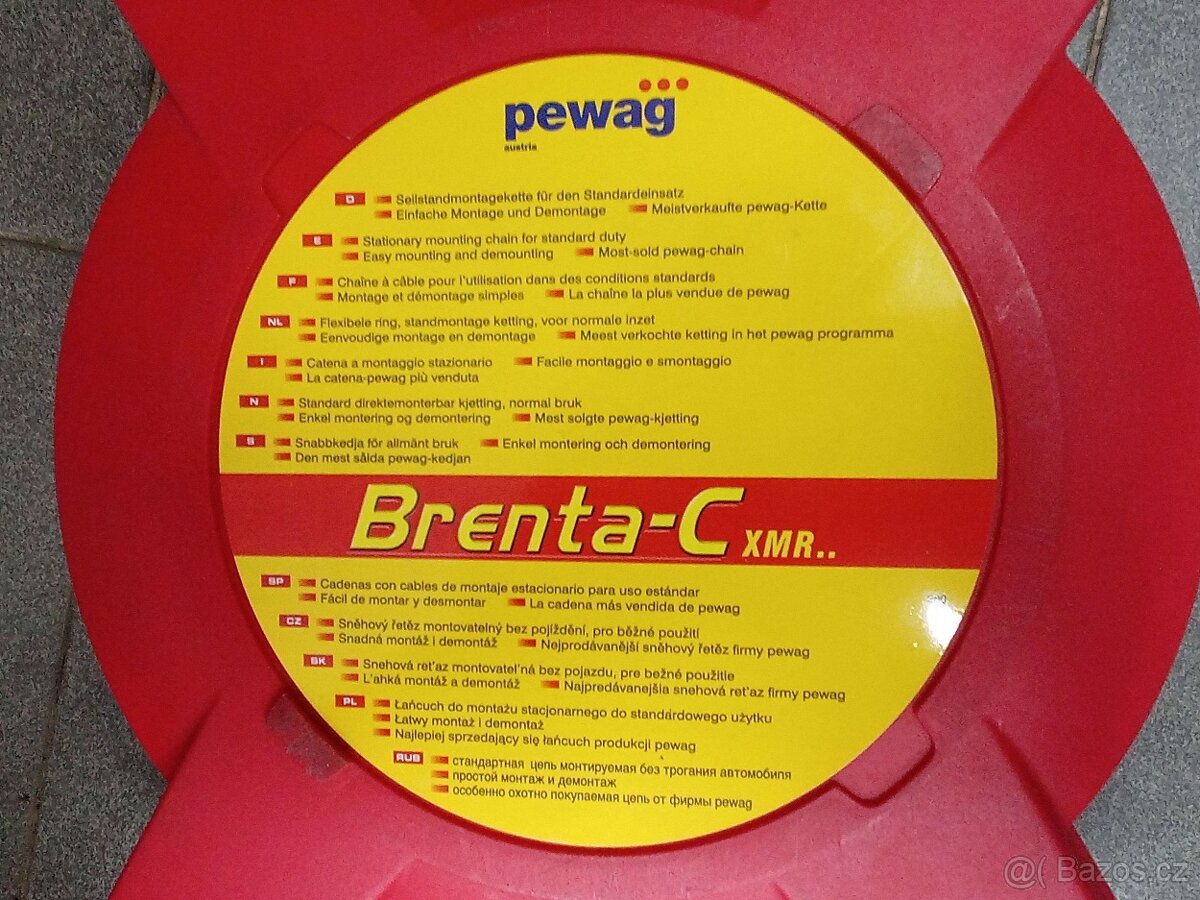 pewag
austria
D Seilstandmontagekette für den Standardeinsatz
Einfache Montage und Demontage Meistverkaufte pewag-Kette
E Stationary mounting chain for standard duty
Easy mounting and demounting Most-sold pewag-chain
F Chaîne à câble pour l'utilisation dans des conditions standards
Montage et démontage simples La chaîne la plus vendue de pewag
NL Flexibele ring, standmontage ketting, voor normale inzet
Eenvoudige montage en demontage Meest verkochte ketting in het pewag programma
I Catena a montaggio stazionario Facile montaggio e smontaggio
La catena-pewag più venduta
N Standard direktemonterbar kjetting, normal bruk
Enkel montering og demontering Mest solgte pewag-kjetting
S Snabbkedja för allmänt bruk Enkel montering och demontering
Den mest sålda pewag-kedjan
Brenta-C XMR..
SP Cadenas con cables de montaje estacionario para uso estándar
Fácil de montar y desmontar La cadena más vendida de pewag
CZ Sněhový řetěz montovatelný bez pojíždění, pro běžné použití
Snadná montáž i demontáž Nejprodávanější sněhový řetěz firmy pewag
SK Snehová ret'az montovatel'ná bez pojazdu, pre bežné použitie
L'ahká montáž a demontáž Najpredávanejšia snehová ret'az firmy pewag
PL Łańcuch do montażu stacjonarnego do standardowego użytku
Łatwy montaż i demontaż
Najlepiej sprzedający się łańcuch produkcji pewag
RUS стандартная цепь монтируемая без трогания автомобиля
простой монтаж и демонтаж
особенно охотно покупаемая цепь от фирмы pewag
@( Bazos.cz